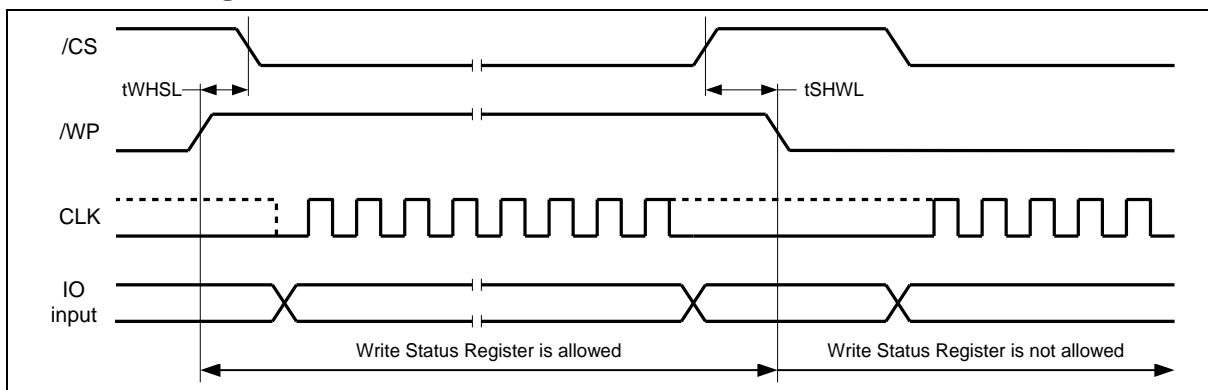 /CS
tWHSL
tSHWL
/WP
CLK
IO
input
Write Status Register is allowed
Write Status Register is not allowed